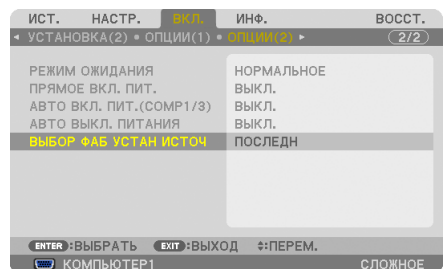 ИСТ. НАСТР. ВКЛ. ИНФ. ВОССТ.
◂ УСТАНОВКА(2) • ОПЦИИ(1) • ОПЦИИ(2) ▸ 2/2
РЕЖИМ ОЖИДАНИЯ НОРМАЛЬНОЕ
ПРЯМОЕ ВКЛ. ПИТ. ВЫКЛ.
АВТО ВКЛ. ПИТ.(COMP1/3) ВЫКЛ.
АВТО ВЫКЛ. ПИТАНИЯ ВЫКЛ.
ВЫБОР ФАБ УСТАН ИСТОЧ ПОСЛЕДН
ENTER:ВЫБРАТЬ EXIT:ВЫХОД ≑:ПЕРЕМ.
КОМПЬЮТЕР1 СЛОЖНОЕ